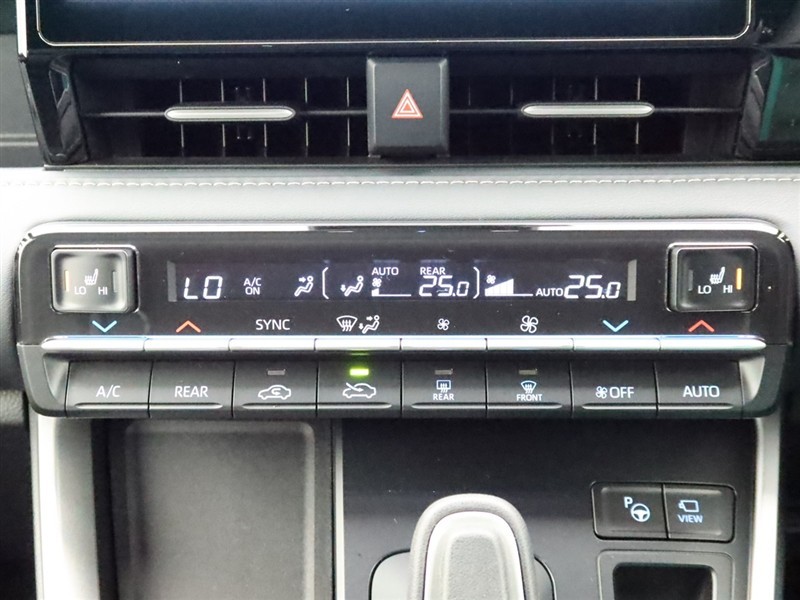 LO HI
LO A/C ON AUTO REAR 25.0 AUTO 25.0
LO HI
SYNC
A/C REAR REAR FRONT OFF AUTO
P VIEW